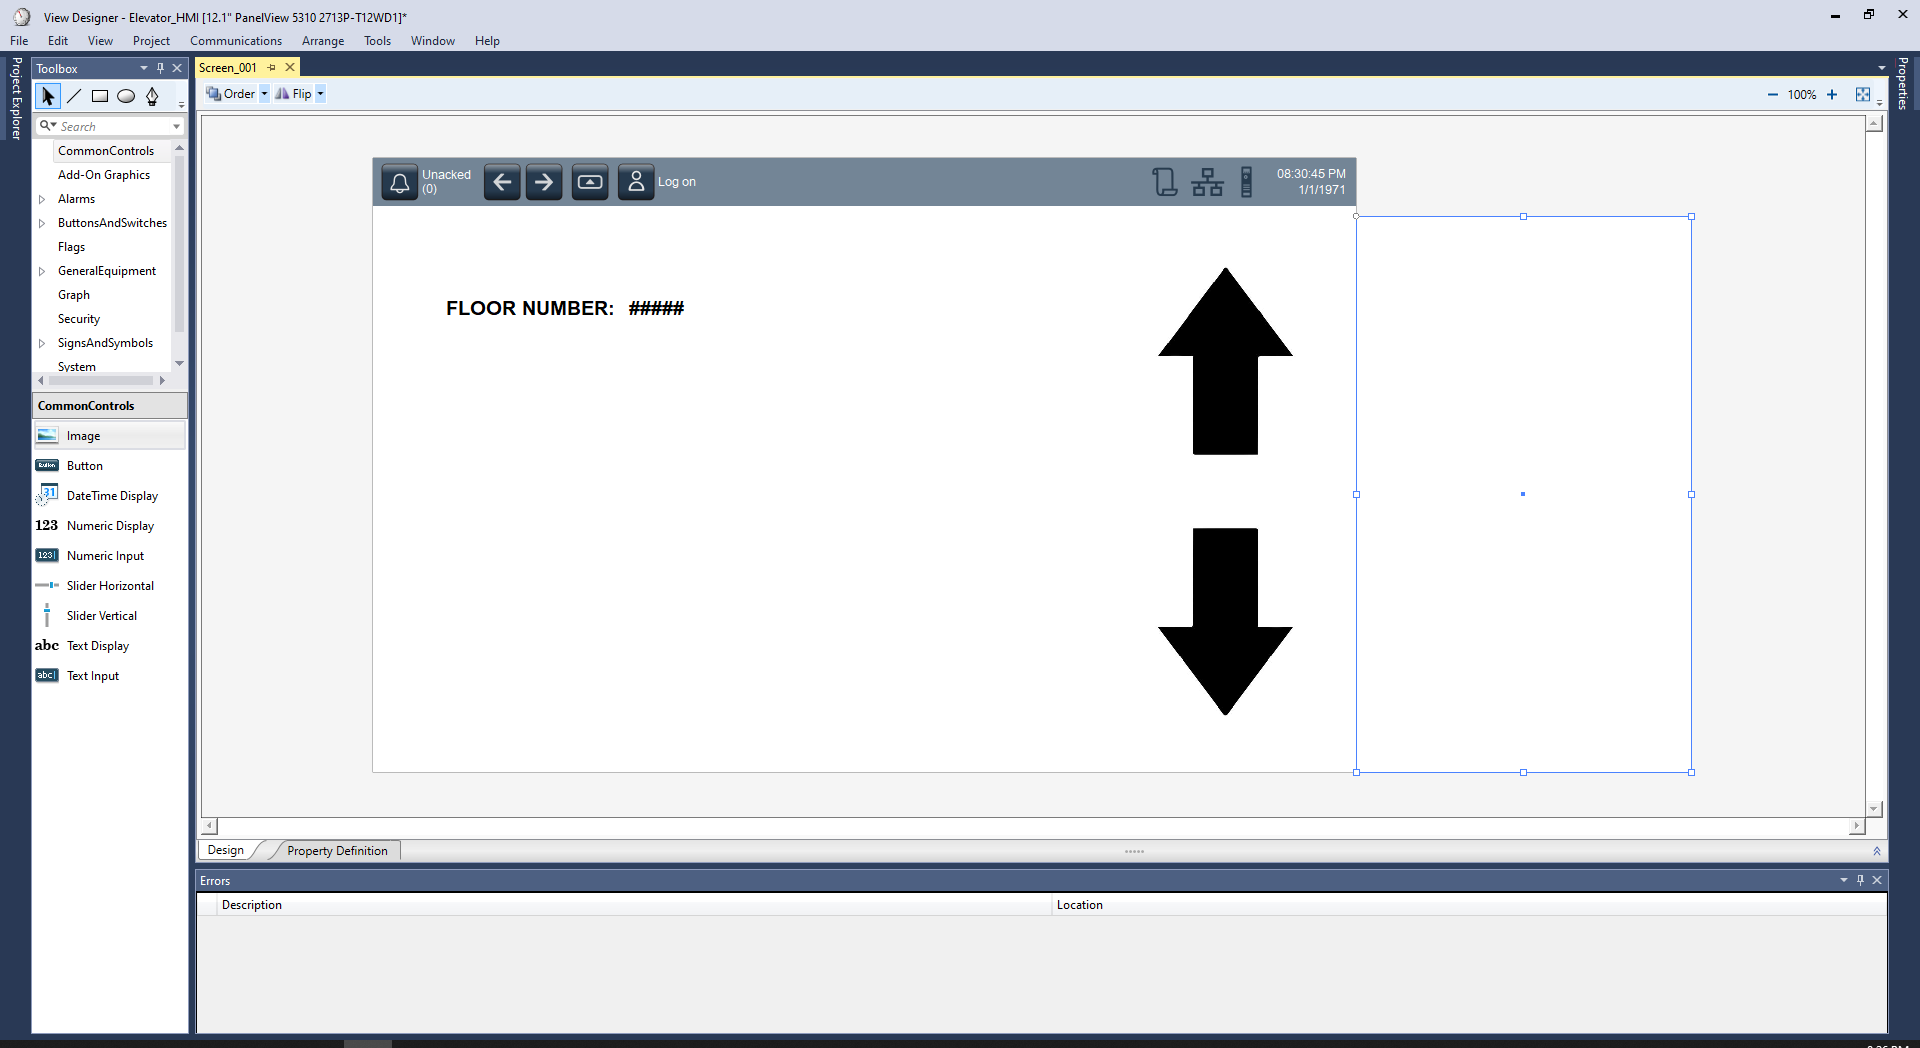 View Designer - Elevator_HMI [12.1" PanelView 5310 2713P-T12WD1]*
File Edit View Project Communications Arrange Tools Window Help
Project Explorer
Toolbox
Search
CommonControls
Add-On Graphics
Alarms
ButtonsAndSwitches
Flags
GeneralEquipment
Graph
Security
SignsAndSymbols
System
CommonControls
Image
Button Button
31 DateTime Display
123 Numeric Display
123 Numeric Input
Slider Horizontal
Slider Vertical
abc Text Display
abc Text Input
Screen_001
Order Flip
100%
Properties
Unacked
(0)
Log on
08:30:45 PM
1/1/1971
FLOOR NUMBER: #####
Design Property Definition
Errors
Description Location